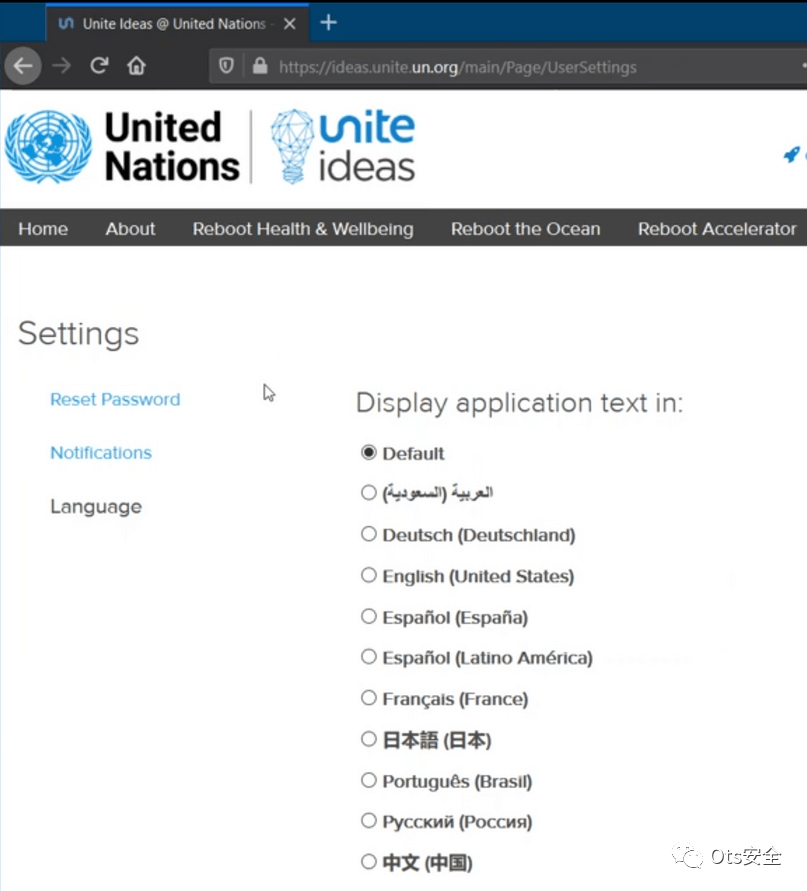 Unite Ideas @ United Nations -
https://ideas.unite.un.org/main/Page/UserSettings
United
Nations
unite
ideas
Home About Reboot Health & Wellbeing Reboot the Ocean Reboot Accelerator
Settings
Reset Password
Notifications
Language
Display application text in:
Default
العربية (السعودية)
Deutsch (Deutschland)
English (United States)
Español (España)
Español (Latino América)
Français (France)
日本語 (日本)
Português (Brasil)
Русский (Россия)
中文 (中国)
Ots安全